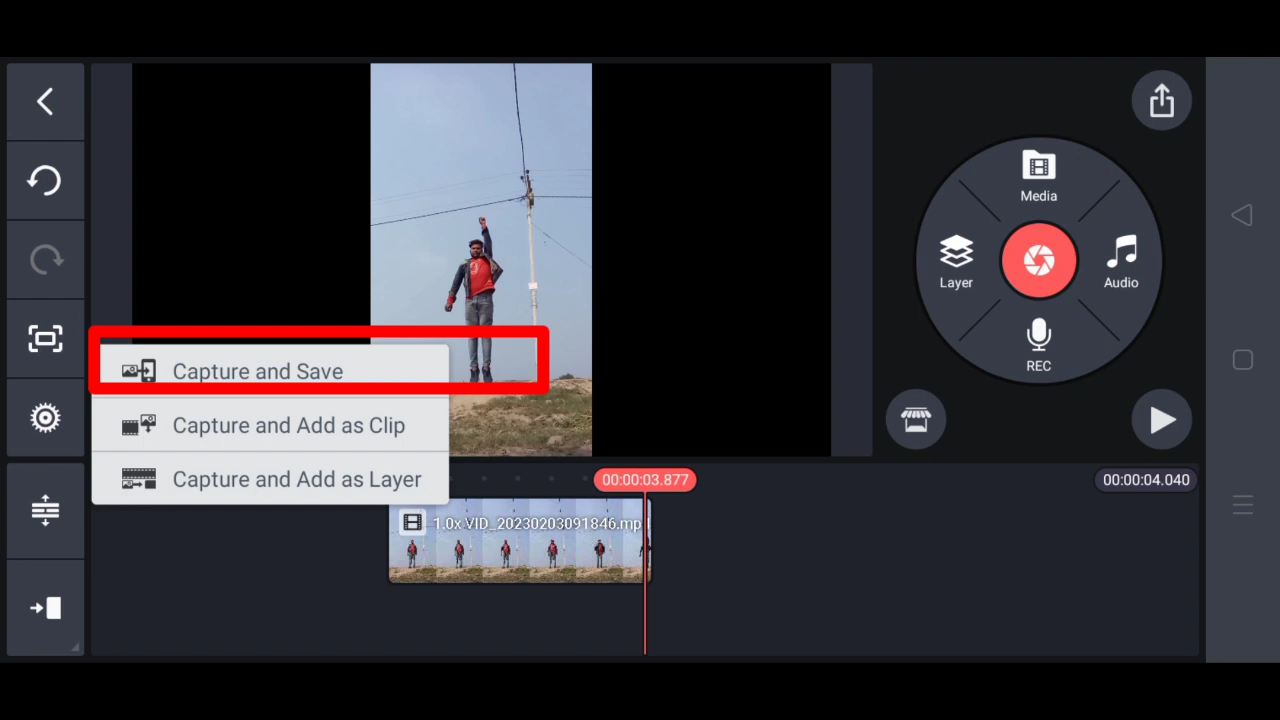 Media
Layer
Audio
REC
Capture and Save
Capture and Add as Clip
Capture and Add as Layer
00:00:03.877
00:00:04.040
1.0x VID_20230203091846.mp